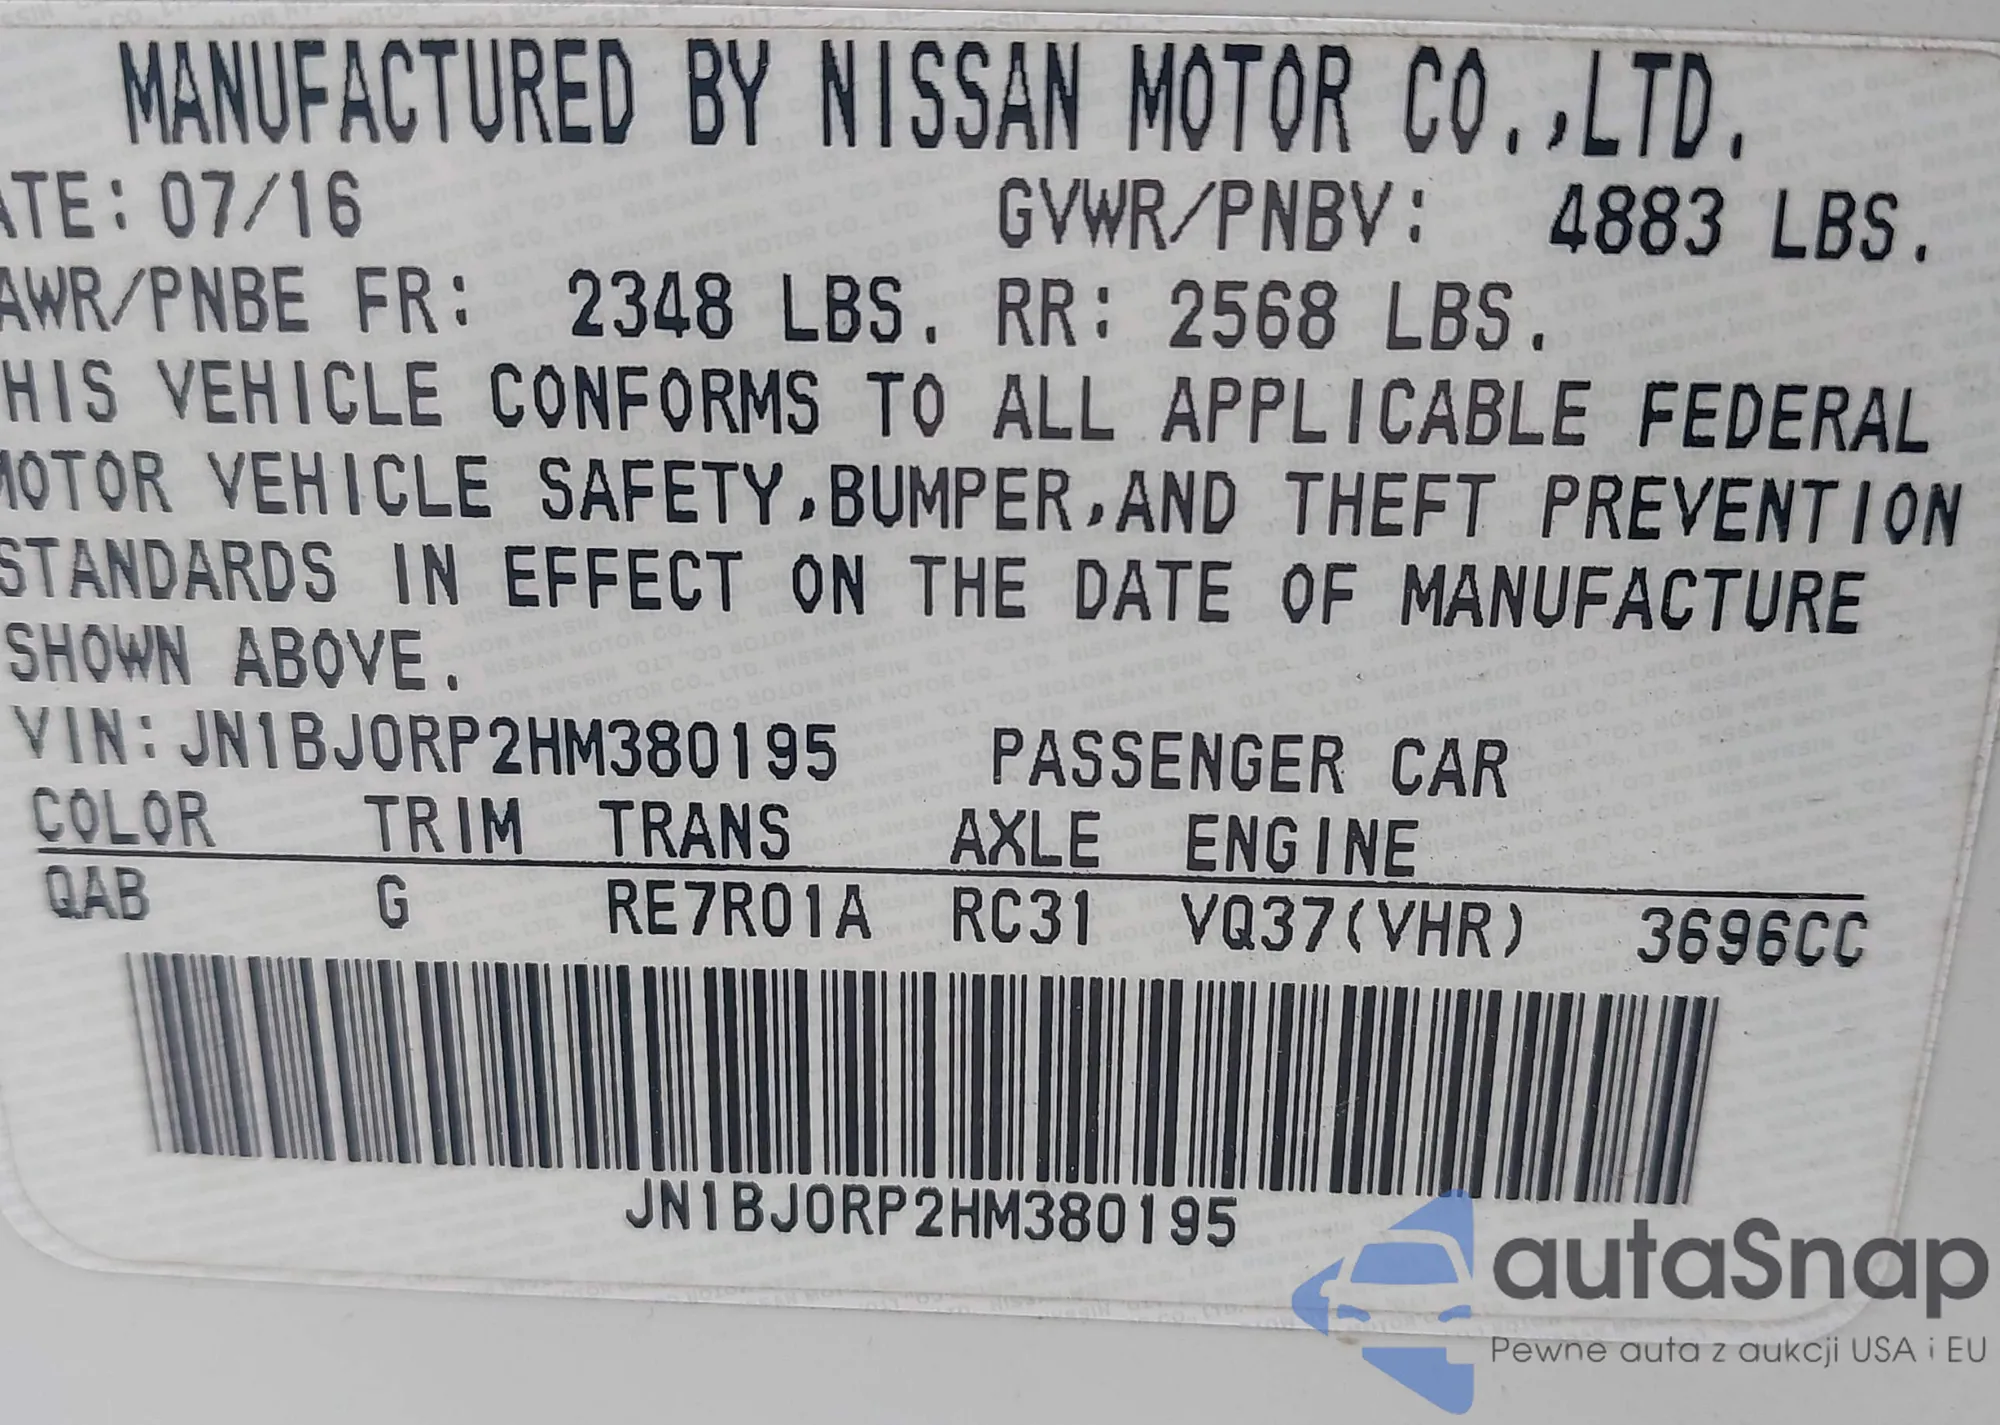 MANUFACTURED BY NISSAN MOTOR CO.,LTD.
ATE: 07/16 GVWR/PNBV: 4883 LBS.
AWR/PNBE FR: 2348 LBS. RR: 2568 LBS.
HIS VEHICLE CONFORMS TO ALL APPLICABLE FEDERAL
MOTOR VEHICLE SAFETY,BUMPER,AND THEFT PREVENTION
STANDARDS IN EFFECT ON THE DATE OF MANUFACTURE
SHOWN ABOVE.
VIN: JN1BJ0RP2HM380195 PASSENGER CAR
COLOR TRIM TRANS AXLE ENGINE
QAB G RE7R01A RC31 VQ37(VHR) 3696CC
JN1BJ0RP2HM380195
autaSnap
Pewne auta z aukcji USA i EU